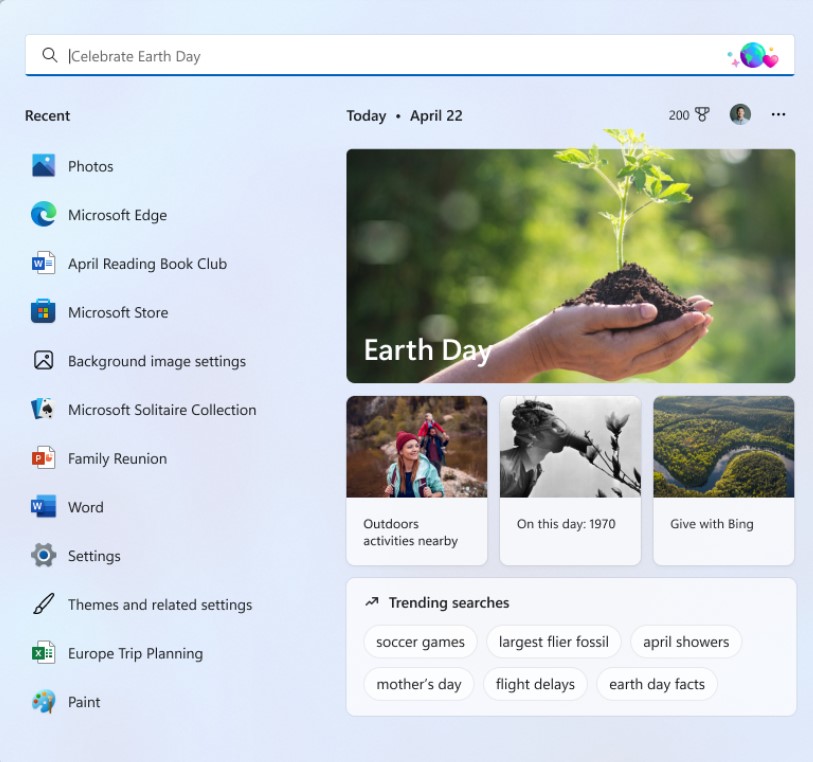 Celebrate Earth Day
Recent
Photos
Microsoft Edge
April Reading Book Club
Microsoft Store
Background image settings
Microsoft Solitaire Collection
Family Reunion
Word
Settings
Themes and related settings
Europe Trip Planning
Paint
Today • April 22
200
Earth Day
Outdoors
activities nearby
On this day: 1970
Give with Bing
Trending searches
soccer games
largest flier fossil
april showers
mother's day
flight delays
earth day facts